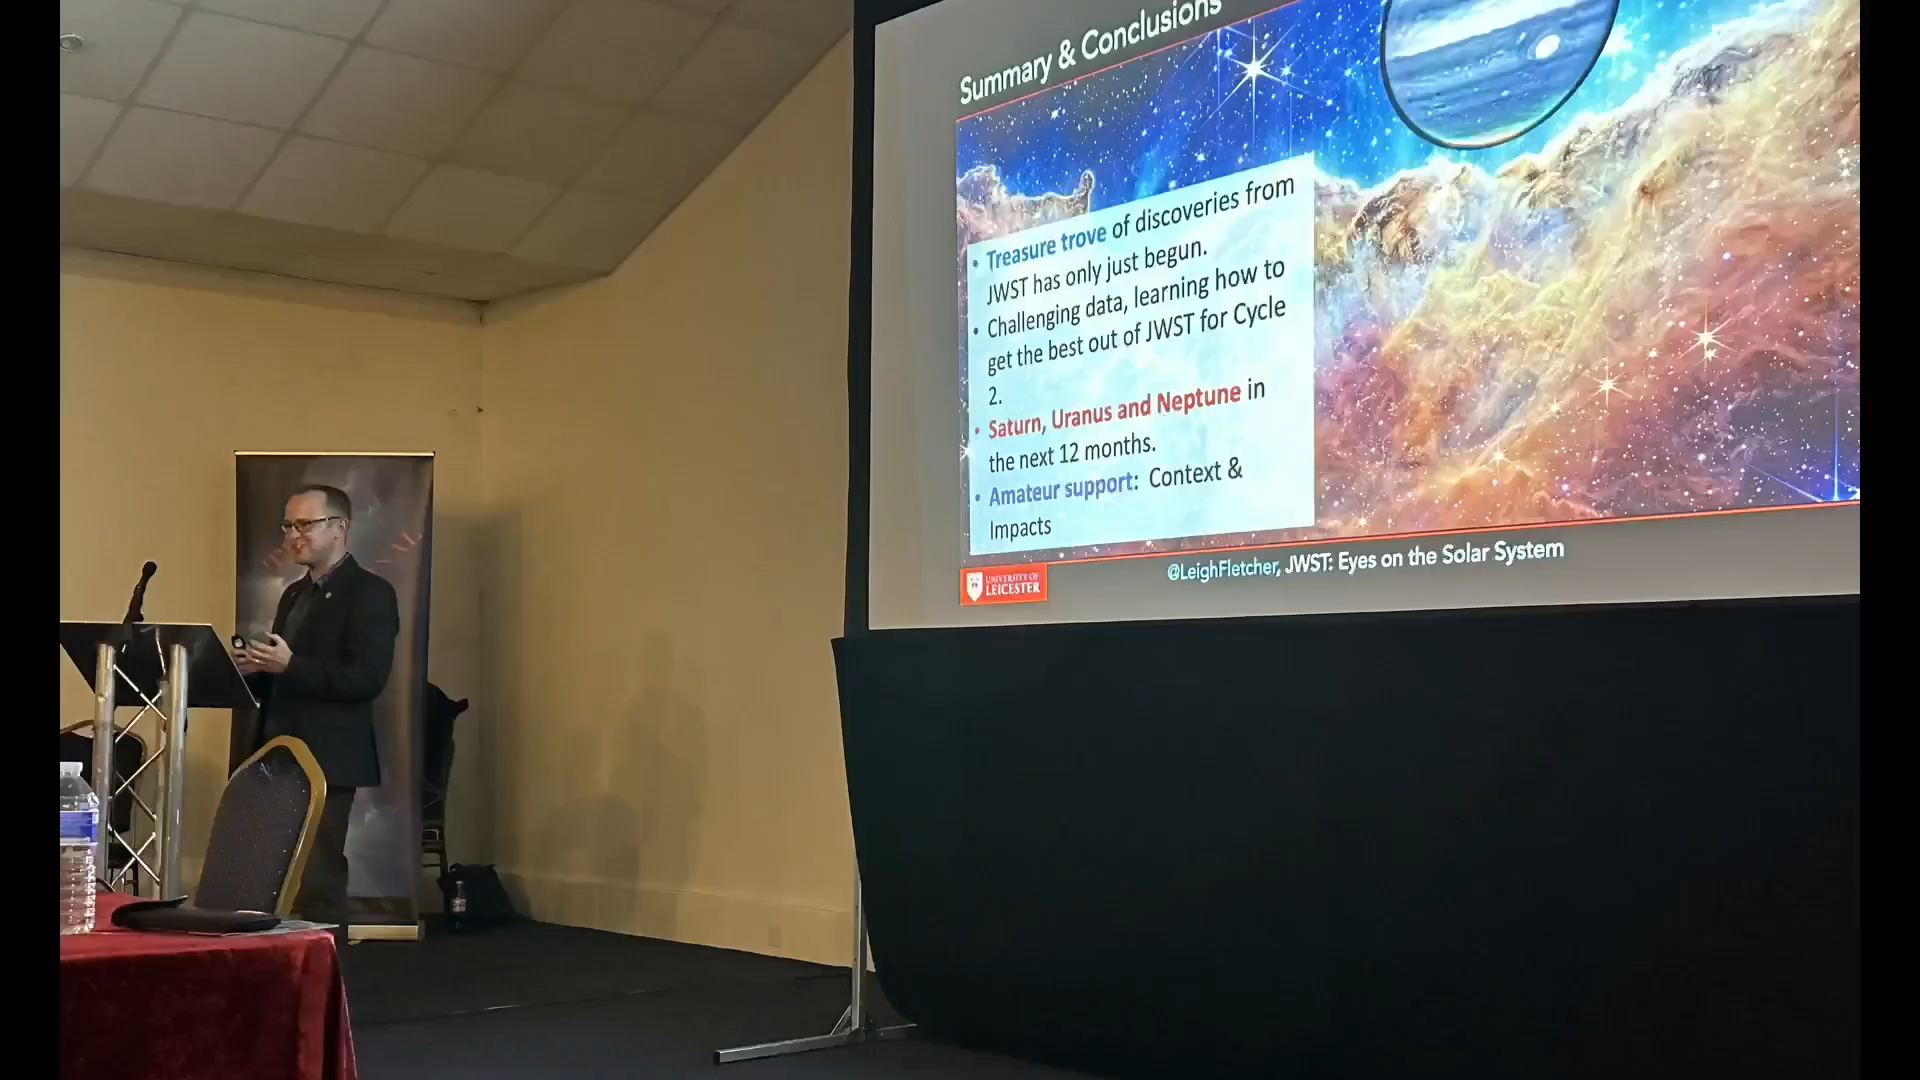 Summary & Conclusions
• Treasure trove of discoveries from
JWST has only just begun.
• Challenging data, learning how to
get the best out of JWST for Cycle
2.
• Saturn, Uranus and Neptune in
the next 12 months.
• Amateur support: Context &
Impacts
UNIVERSITY OF
LEICESTER
@LeighFletcher, JWST: Eyes on the Solar System